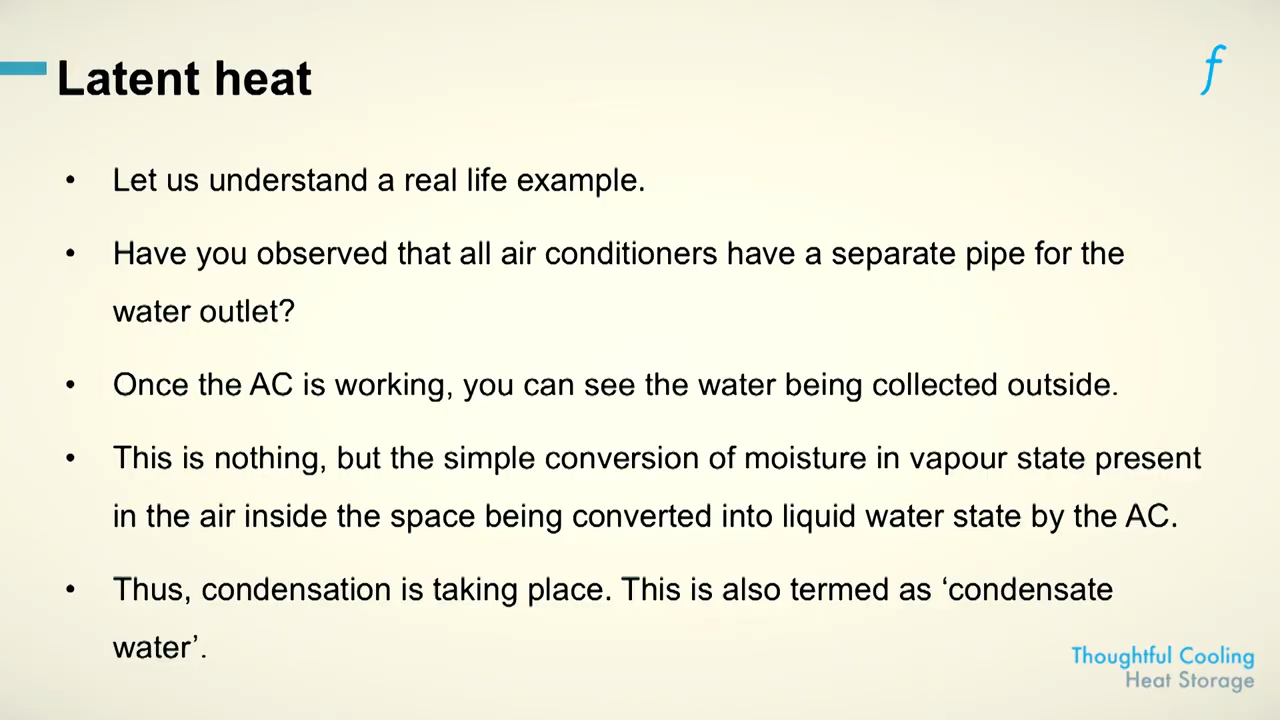 Latent heat
f
• Let us understand a real life example.
• Have you observed that all air conditioners have a separate pipe for the
water outlet?
• Once the AC is working, you can see the water being collected outside.
• This is nothing, but the simple conversion of moisture in vapour state present
in the air inside the space being converted into liquid water state by the AC.
• Thus, condensation is taking place. This is also termed as ‘condensate
water’.
Thoughtful Cooling
Heat Storage